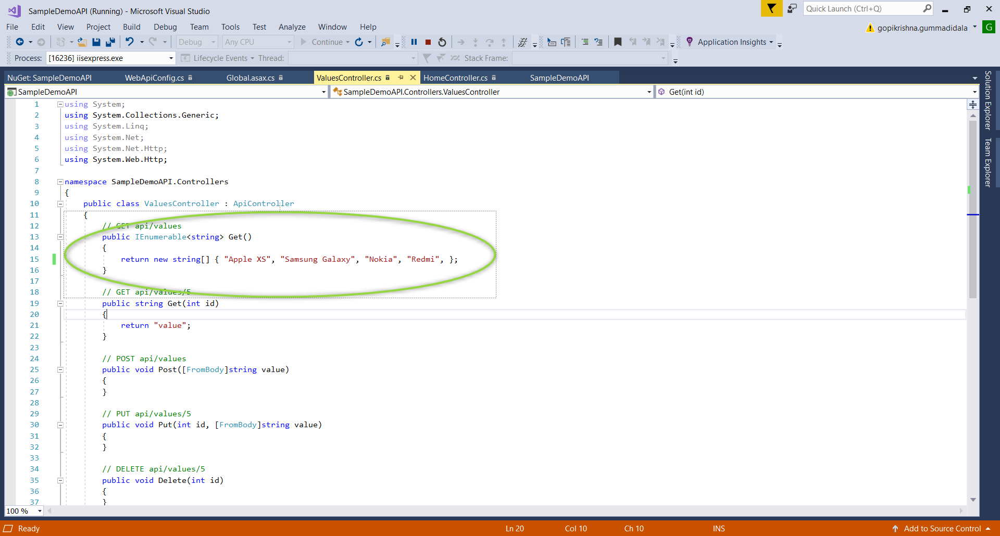 SampleDemoAPI (Running) - Microsoft Visual Studio
Quick Launch (Ctrl+Q)
File Edit View Project Build Debug Team Tools Test Analyze Window Help
gopikrishna.gummadidala G
Debug Any CPU Continue Application Insights
Process: [16236] iisexpress.exe Lifecycle Events Thread: Stack Frame:
NuGet: SampleDemoAPI WebApiConfig.cs Global.asax.cs ValuesController.cs HomeController.cs SampleDemoAPI
SampleDemoAPI SampleDemoAPI.Controllers.ValuesController Get(int id)
Solution Explorer
Team Explorer
1 using System;
2 using System.Collections.Generic;
3 using System.Linq;
4 using System.Net;
5 using System.Net.Http;
6 using System.Web.Http;
7
8 namespace SampleDemoAPI.Controllers
9 {
10 public class ValuesController : ApiController
11 {
12 // GET api/values
13 public IEnumerable<string> Get()
14 {
15 return new string[] { "Apple XS", "Samsung Galaxy", "Nokia", "Redmi", };
16 }
17
18 // GET api/values/5
19 public string Get(int id)
20 {
21 return "value";
22 }
23
24 // POST api/values
25 public void Post([FromBody]string value)
26 {
27 }
28
29 // PUT api/values/5
30 public void Put(int id, [FromBody]string value)
31 {
32 }
33
34 // DELETE api/values/5
35 public void Delete(int id)
36 {
37 }
100 %
Ready Ln 20 Col 10 Ch 10 INS Add to Source Control